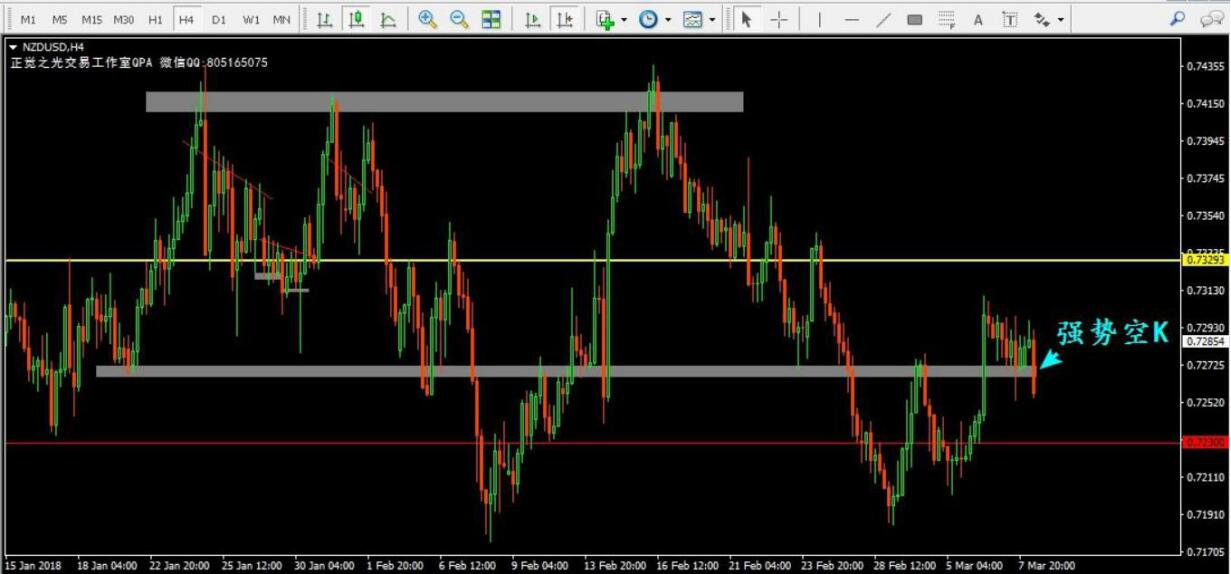 M1 M5 M15 M30 H1 H4 D1 W1 MN
A T
NZDUSD,H4
正觉之光交易工作室QPA 微信QQ:805165075
0.74355
0.74150
0.73945
0.73745
0.73540
0.73293
0.73130
0.72930
强势空K
0.72854
0.72725
0.72520
0.72300
0.72110
0.71910
0.71705
15 Jan 2018 18 Jan 04:00 22 Jan 20:00 25 Jan 12:00 30 Jan 04:00 1 Feb 20:00 6 Feb 12:00 9 Feb 04:00 13 Feb 20:00 16 Feb 12:00 21 Feb 04:00 23 Feb 20:00 28 Feb 12:00 5 Mar 04:00 7 Mar 20:00